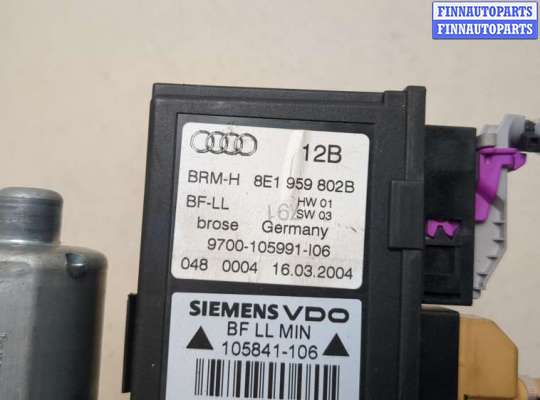 FINNAUTOPARTS
FINNAUTOPARTS
12B
BRM-H 8E1 959 802B
BF-LL HW 01
SW 03
brose Germany
9700-105991-I06
048 0004 16.03.2004
SIEMENS VDO
BF LL MIN
105841-106